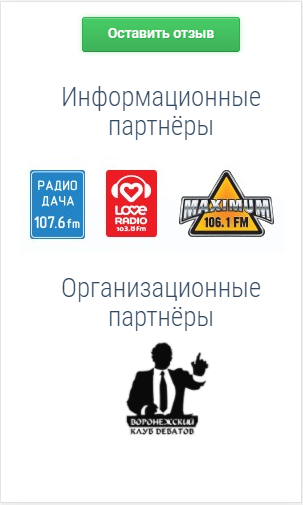 Оставить отзыв
Информационные
партнёры
РАДИО
ДАЧА
107.6 fm
LOVE
RADIO
103.8 Fm
MAXIMUM
106.1 FM
Организационные
партнёры
ВОРОНЕЖСКИЙ
КЛУБ ДЕБАТОВ